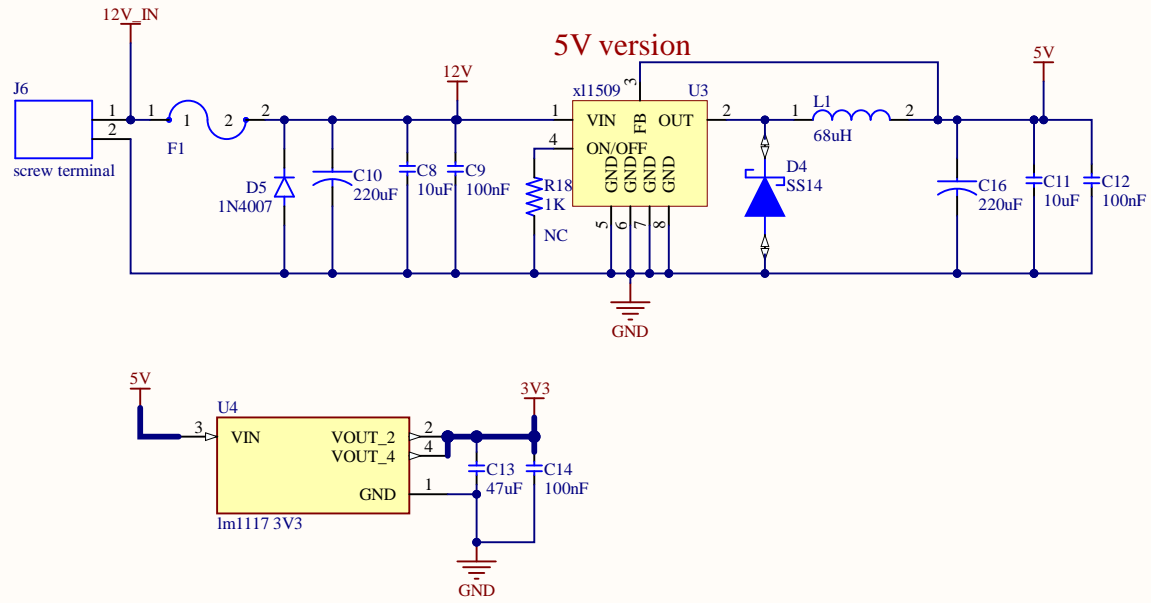 12V_IN
5V version
J6
1
2
screw terminal
1
1
2
2
F1
D5
1N4007
C10
220uF
C8
10uF
12V
C9
100nF
xl1509
U3
1
VIN
4
ON/OFF
3
FB
OUT
2
GND
GND
GND
GND
5
6
7
8
R18
1K
NC
GND
D4
SS14
1
L1
2
68uH
5V
C16
220uF
C11
10uF
C12
100nF
5V
U4
3
VIN
VOUT_2
2
VOUT_4
4
GND
1
lm1117 3V3
3V3
C13
47uF
C14
100nF
GND